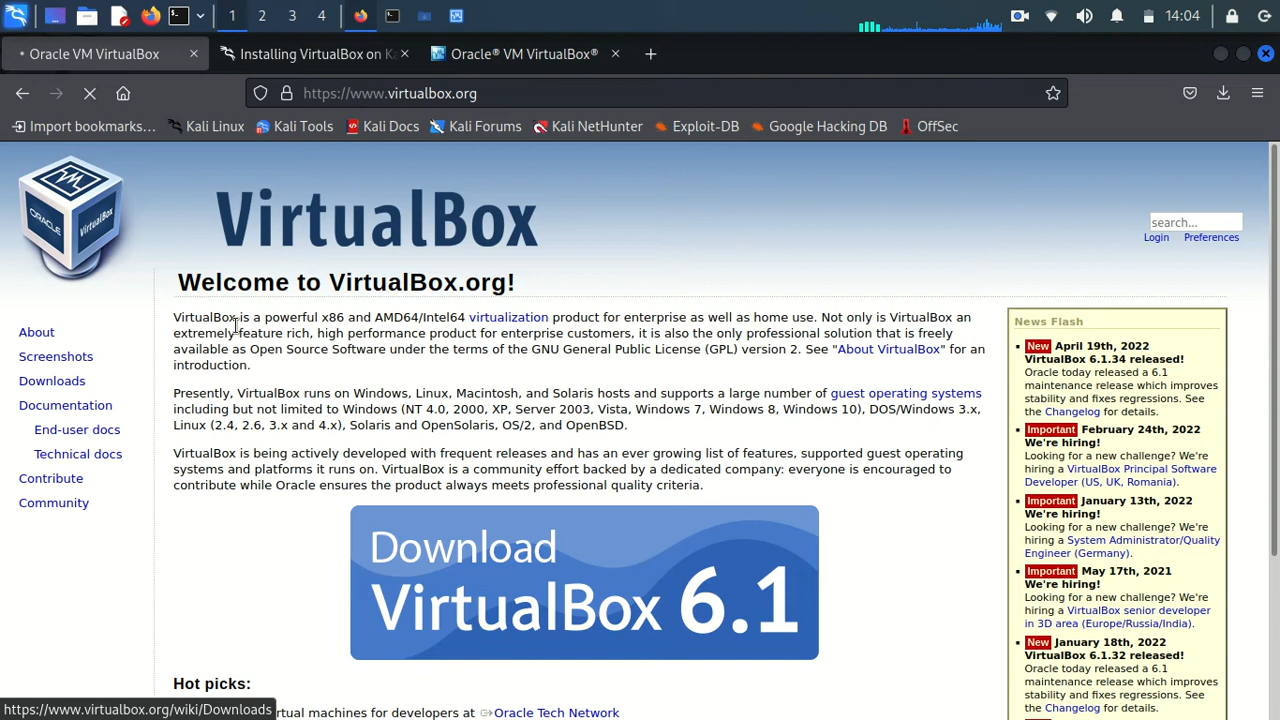 1 2 3 4 14:04
Oracle VM VirtualBox Installing VirtualBox on K Oracle® VM VirtualBox®
https://www.virtualbox.org
Import bookmarks... Kali Linux Kali Tools Kali Docs Kali Forums Kali NetHunter Exploit-DB Google Hacking DB OffSec
ORACLE VirtualBox
VirtualBox
search...
Login Preferences
Welcome to VirtualBox.org!
About
Screenshots
Downloads
Documentation
End-user docs
Technical docs
Contribute
Community
VirtualBox is a powerful x86 and AMD64/Intel64 virtualization product for enterprise as well as home use. Not only is VirtualBox an
extremely feature rich, high performance product for enterprise customers, it is also the only professional solution that is freely
available as Open Source Software under the terms of the GNU General Public License (GPL) version 2. See "About VirtualBox" for an
introduction.
Presently, VirtualBox runs on Windows, Linux, Macintosh, and Solaris hosts and supports a large number of guest operating systems
including but not limited to Windows (NT 4.0, 2000, XP, Server 2003, Vista, Windows 7, Windows 8, Windows 10), DOS/Windows 3.x,
Linux (2.4, 2.6, 3.x and 4.x), Solaris and OpenSolaris, OS/2, and OpenBSD.
VirtualBox is being actively developed with frequent releases and has an ever growing list of features, supported guest operating
systems and platforms it runs on. VirtualBox is a community effort backed by a dedicated company: everyone is encouraged to
contribute while Oracle ensures the product always meets professional quality criteria.
Download
VirtualBox 6.1
Hot picks:
rtual machines for developers at Oracle Tech Network
News Flash
New April 19th, 2022
VirtualBox 6.1.34 released!
Oracle today released a 6.1
maintenance release which improves
stability and fixes regressions. See
the Changelog for details.
Important February 24th, 2022
We're hiring!
Looking for a new challenge? We're
hiring a VirtualBox Principal Software
Developer (US, UK, Romania).
Important January 13th, 2022
We're hiring!
Looking for a new challenge? We're
hiring a System Administrator/Quality
Engineer (Germany).
Important May 17th, 2021
We're hiring!
Looking for a new challenge? We're
hiring a VirtualBox senior developer
in 3D area (Europe/Russia/India).
New January 18th, 2022
VirtualBox 6.1.32 released!
Oracle today released a 6.1
maintenance release which improves
stability and fixes regressions. See
the Changelog for details.
https://www.virtualbox.org/wiki/Downloads